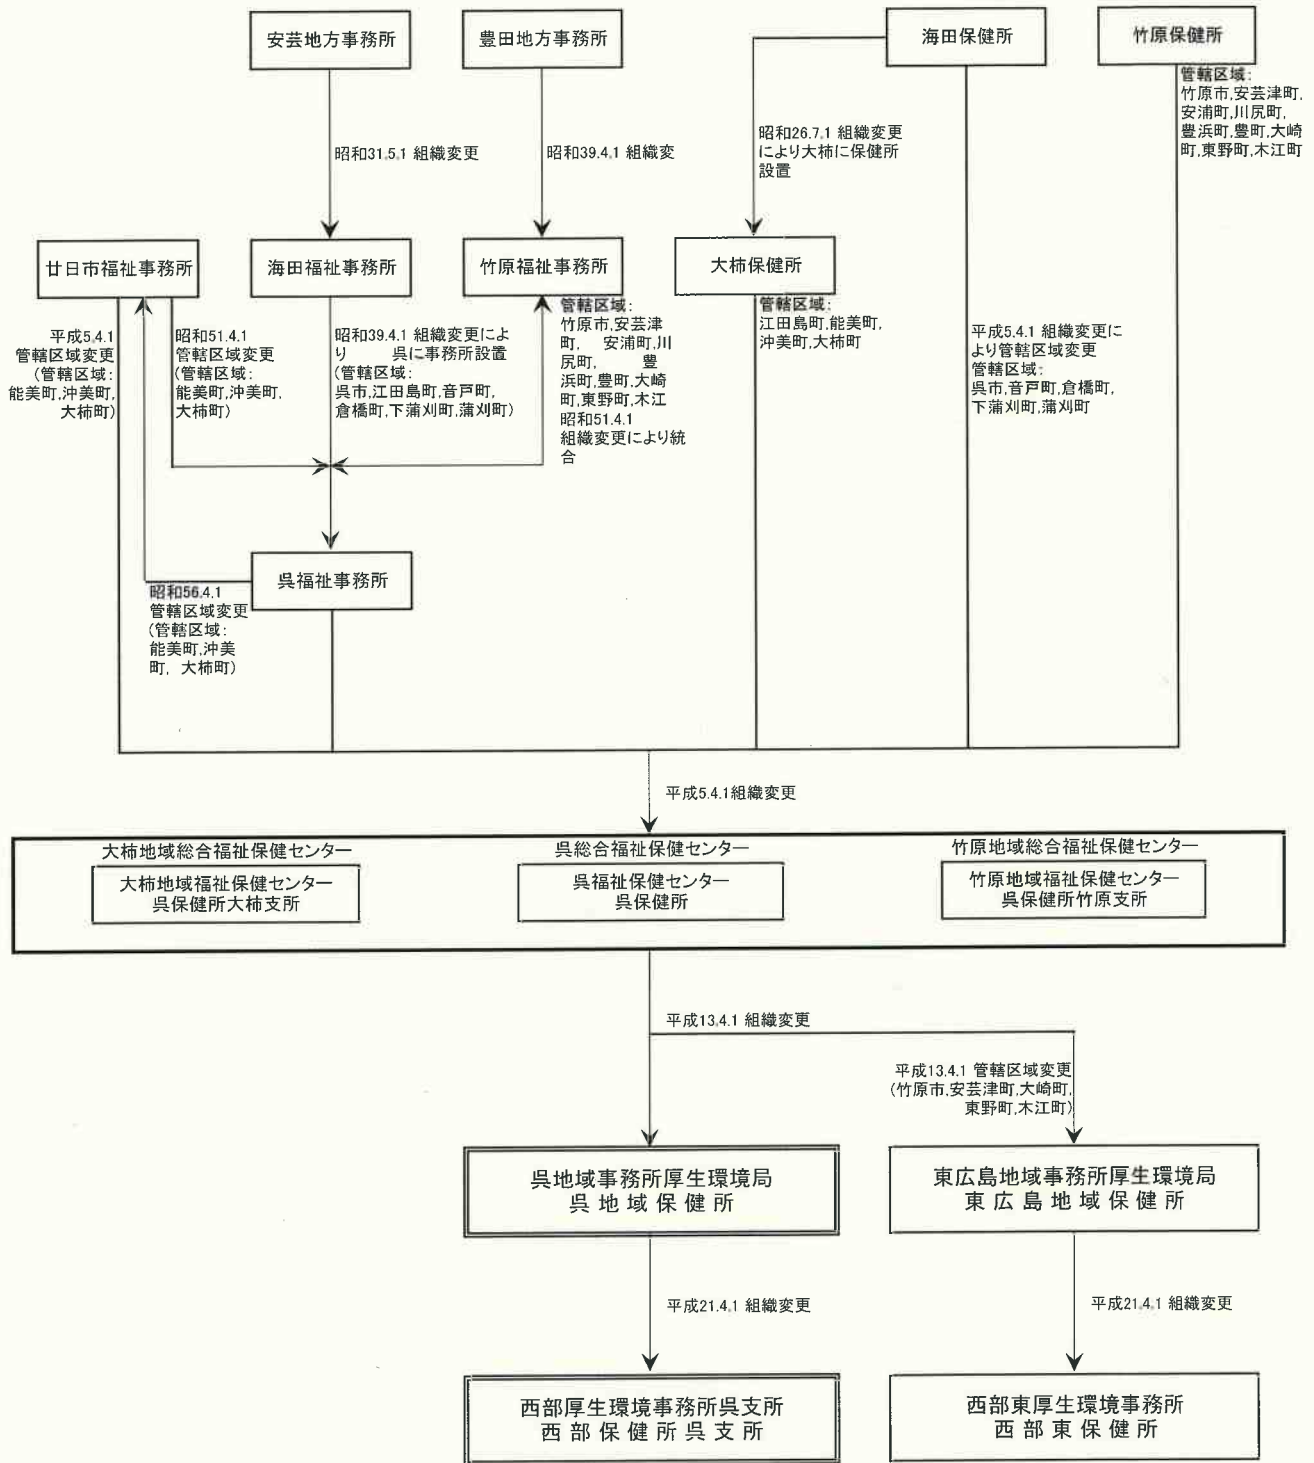 安芸地方事務所
豊田地方事務所
海田保健所
竹原保健所
管轄区域：
竹原市,安芸津町,
安浦町,川尻町,
豊浜町,豊町,大崎
町,東野町,木江町
昭和31.5.1 組織変更
昭和39.4.1 組織変
昭和26.7.1 組織変更
により大柿に保健所
設置
廿日市福祉事務所
海田福祉事務所
竹原福祉事務所
大柿保健所
平成5.4.1
管轄区域変更
(管轄区域：
能美町,沖美町,
大柿町)
昭和51.4.1
管轄区域変更
(管轄区域：
能美町,沖美町,
大柿町)
昭和39.4.1 組織変更によ
り　　呉に事務所設置
(管轄区域：
呉市,江田島町,音戸町,
倉橋町,下蒲刈町,蒲刈町)
管轄区域：
竹原市,安芸津
町,　安浦町,川
尻町,　　　豊
浜町,豊町,大崎
町,東野町,木江
昭和51.4.1
組織変更により統
合
管轄区域：
江田島町,能美町,
沖美町,大柿町
平成5.4.1 組織変更に
より管轄区域変更
管轄区域：
呉市,音戸町,倉橋町,
下蒲刈町,蒲刈町
呉福祉事務所
昭和56.4.1
管轄区域変更
(管轄区域：
能美町,沖美
町,　大柿町)
平成5.4.1組織変更
大柿地域総合福祉保健センター
大柿地域福祉保健センター
呉保健所大柿支所
呉総合福祉保健センター
呉福祉保健センター
呉保健所
竹原地域総合福祉保健センター
竹原地域福祉保健センター
呉保健所竹原支所
平成13.4.1 組織変更
平成13.4.1 管轄区域変更
(竹原市,安芸津町,大崎町,
東野町,木江町)
呉地域事務所厚生環境局
呉地域保健所
東広島地域事務所厚生環境局
東広島地域保健所
平成21.4.1 組織変更
平成21.4.1 組織変更
西部厚生環境事務所呉支所
西部保健所呉支所
西部東厚生環境事務所
西部東保健所